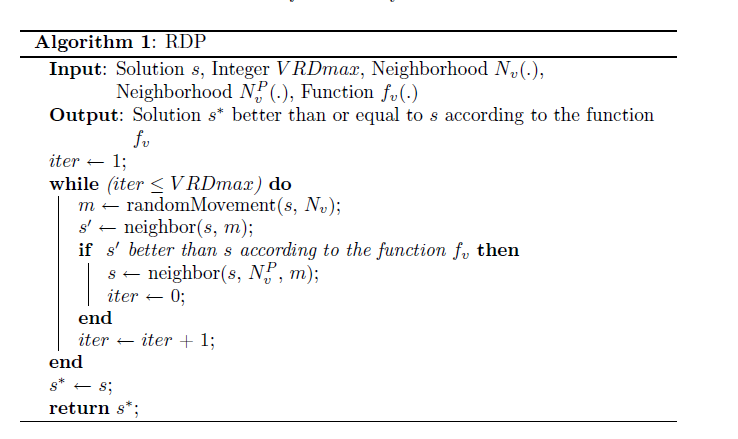 Algorithm 1: RDP
Input: Solution s, Integer VRDmax, Neighborhood N_v(.),
Neighborhood N_v^P(.), Function f_v(.)
Output: Solution s* better than or equal to s according to the function
f_v
iter ← 1;
while (iter ≤ VRDmax) do
m ← randomMovement(s, N_v);
s′ ← neighbor(s, m);
if s′ better than s according to the function f_v then
s ← neighbor(s, N_v^P, m);
iter ← 0;
end
iter ← iter + 1;
end
s* ← s;
return s*;